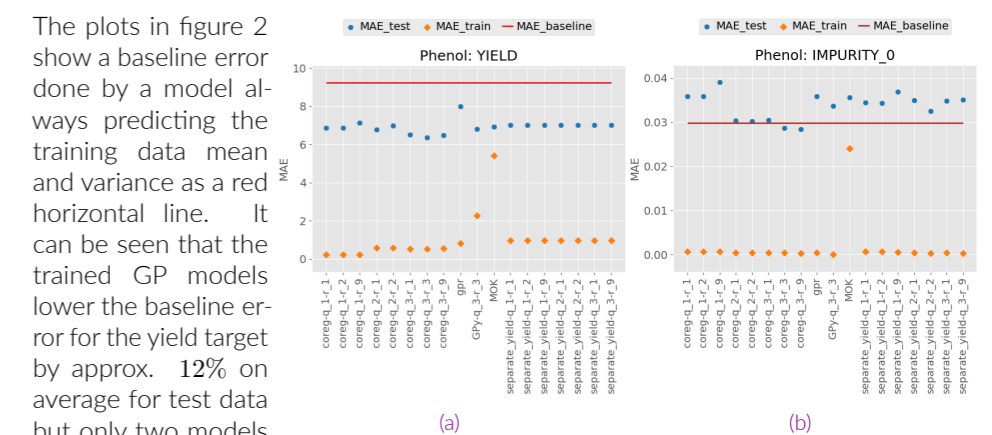 The plots in figure 2
show a baseline error
done by a model al-
ways predicting the
training data mean
and variance as a red
horizontal line. It
can be seen that the
trained GP models
lower the baseline er-
ror for the yield target
by approx. 12% on
average for test data
but only two models
MAE_test MAE_train MAE_baseline
Phenol: YIELD
MAE
10
8
6
4
2
0
coreg-q_1-r_1
coreg-q_1-r_2
coreg-q_1-r_9
coreg-q_2-r_1
coreg-q_2-r_2
coreg-q_3-r_1
coreg-q_3-r_3
coreg-q_3-r_9
gpr
GPy-q_3-r_3
MOK
separate_yield-q_1-r_1
separate_yield-q_1-r_2
separate_yield-q_1-r_9
separate_yield-q_2-r_1
separate_yield-q_2-r_2
separate_yield-q_3-r_1
separate_yield-q_3-r_9
(a)
MAE_test MAE_train MAE_baseline
Phenol: IMPURITY_0
MAE
0.04
0.03
0.02
0.01
0.00
coreg-q_1-r_1
coreg-q_1-r_2
coreg-q_1-r_9
coreg-q_2-r_1
coreg-q_2-r_2
coreg-q_3-r_1
coreg-q_3-r_3
coreg-q_3-r_9
gpr
GPy-q_3-r_3
MOK
separate_yield-q_1-r_1
separate_yield-q_1-r_2
separate_yield-q_1-r_9
separate_yield-q_2-r_1
separate_yield-q_2-r_2
separate_yield-q_3-r_1
separate_yield-q_3-r_9
(b)